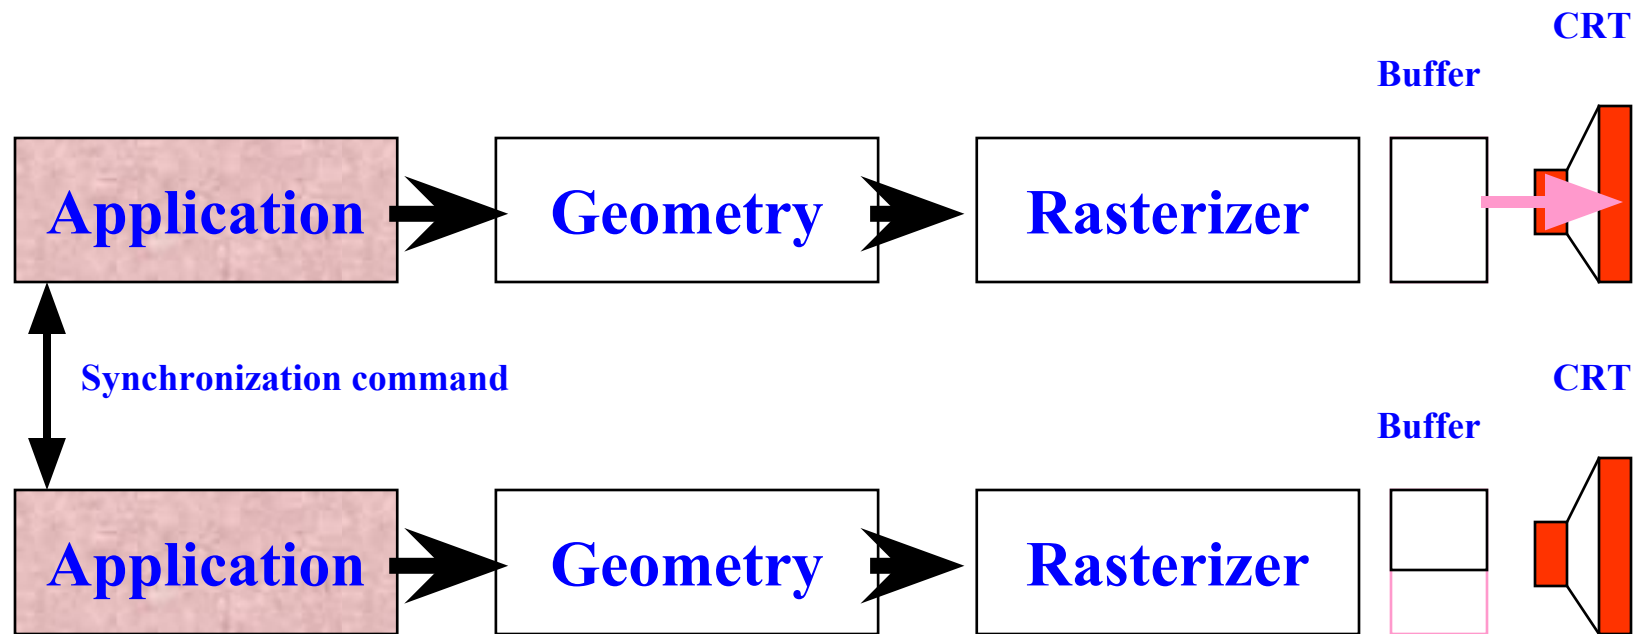 CRT
Buffer
Application
Geometry
Rasterizer
Synchronization command
CRT
Buffer
Application
Geometry
Rasterizer